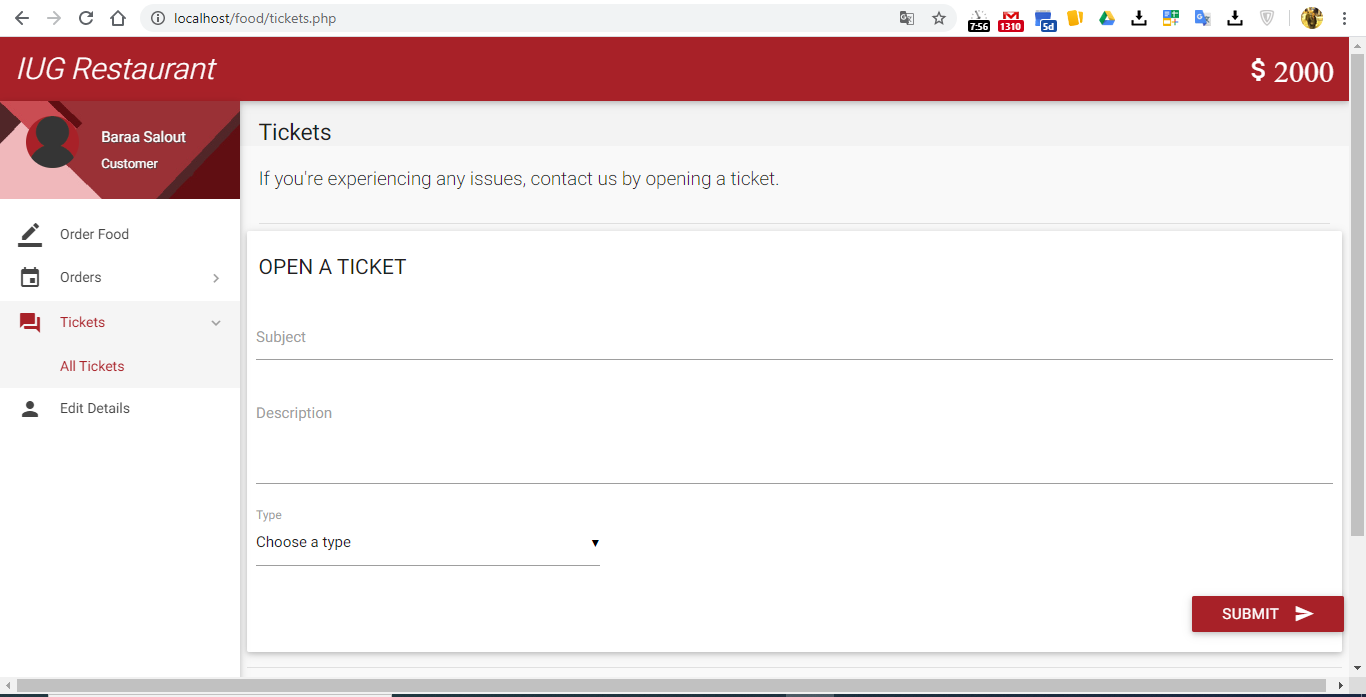 localhost/food/tickets.php
7:56
1310
5d
IUG Restaurant
$ 2000
Baraa Salout
Customer
Order Food
Orders
Tickets
All Tickets
Edit Details
Tickets
If you're experiencing any issues, contact us by opening a ticket.
OPEN A TICKET
Subject
Description
Type
Choose a type
SUBMIT